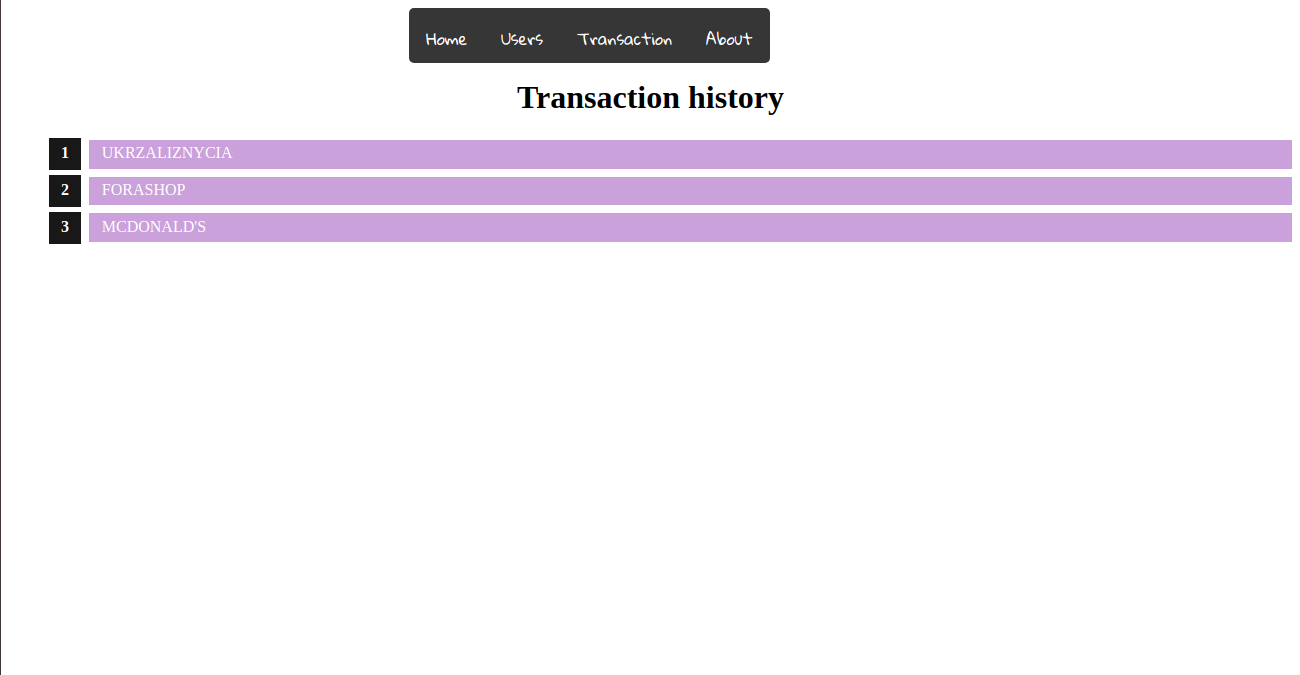 Home Users Transaction About
Transaction history
1 UKRZALIZNYCIA
2 FORASHOP
3 MCDONALD'S